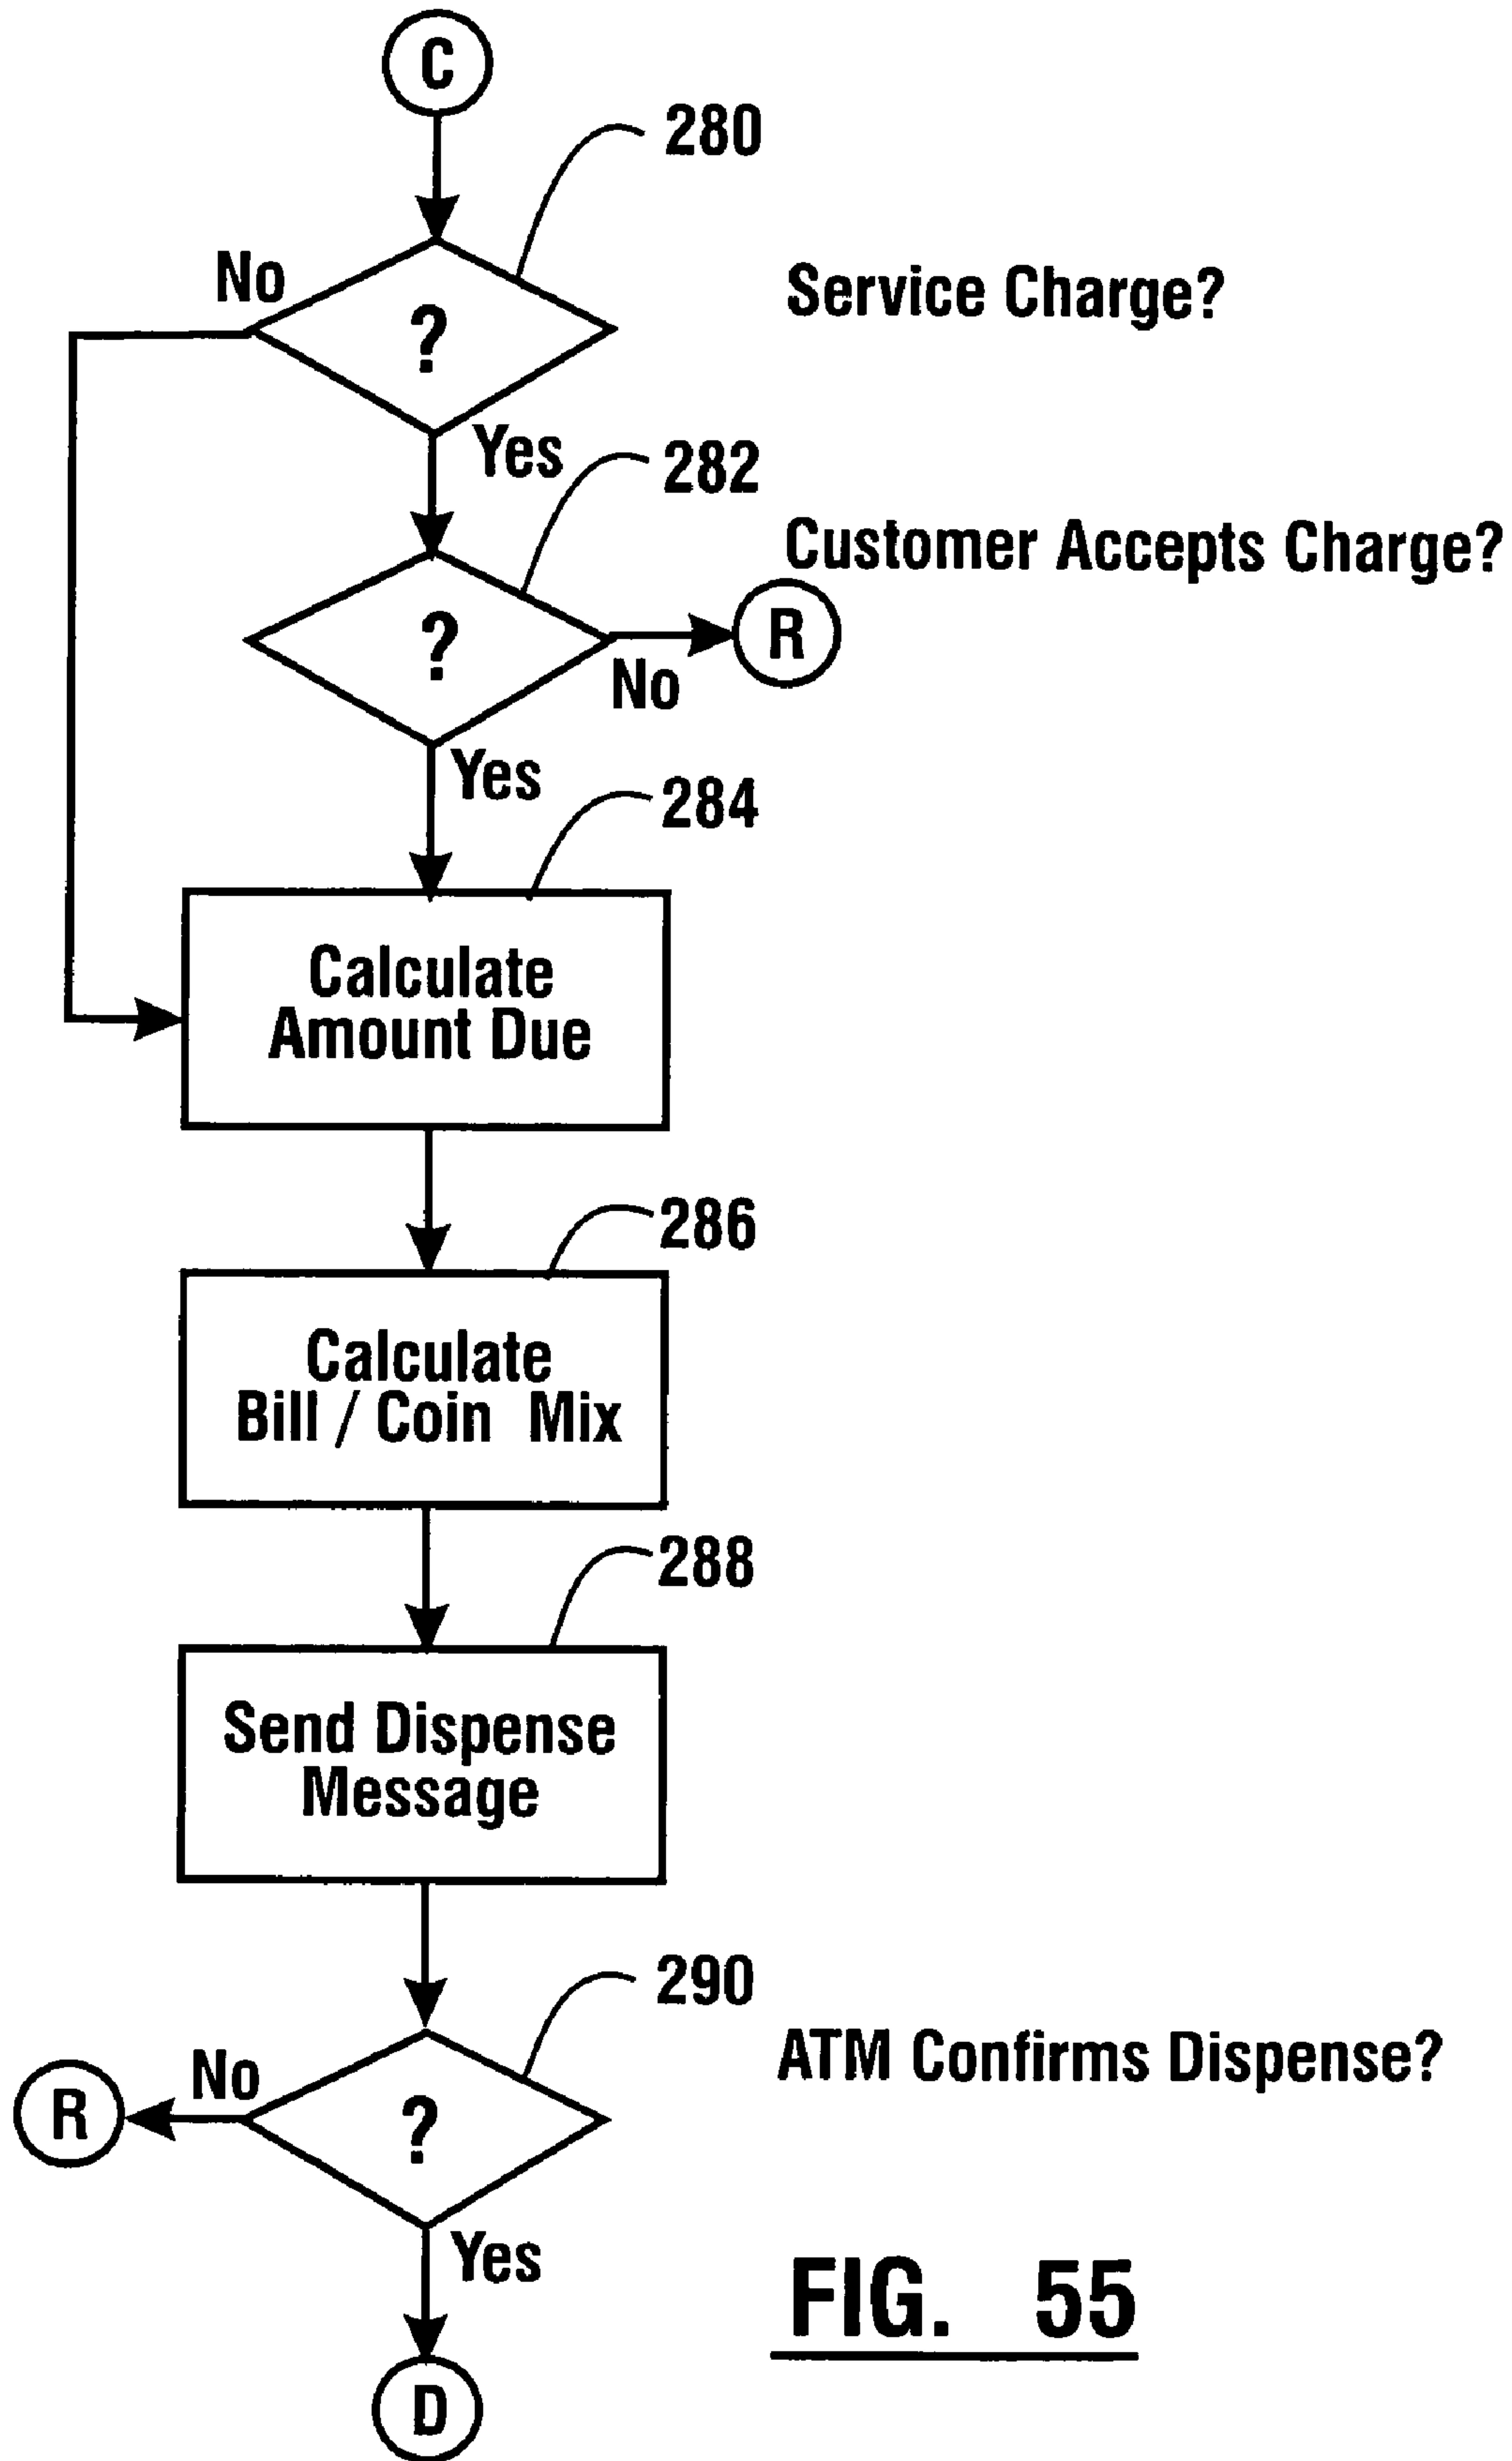 C
280
No
?
Service Charge?
Yes
282
Customer Accepts Charge?
?
R
No
Yes
284
Calculate
Amount Due
286
Calculate
Bill / Coin Mix
288
Send Dispense
Message
290
ATM Confirms Dispense?
No
R
?
Yes
FIG. 55
D